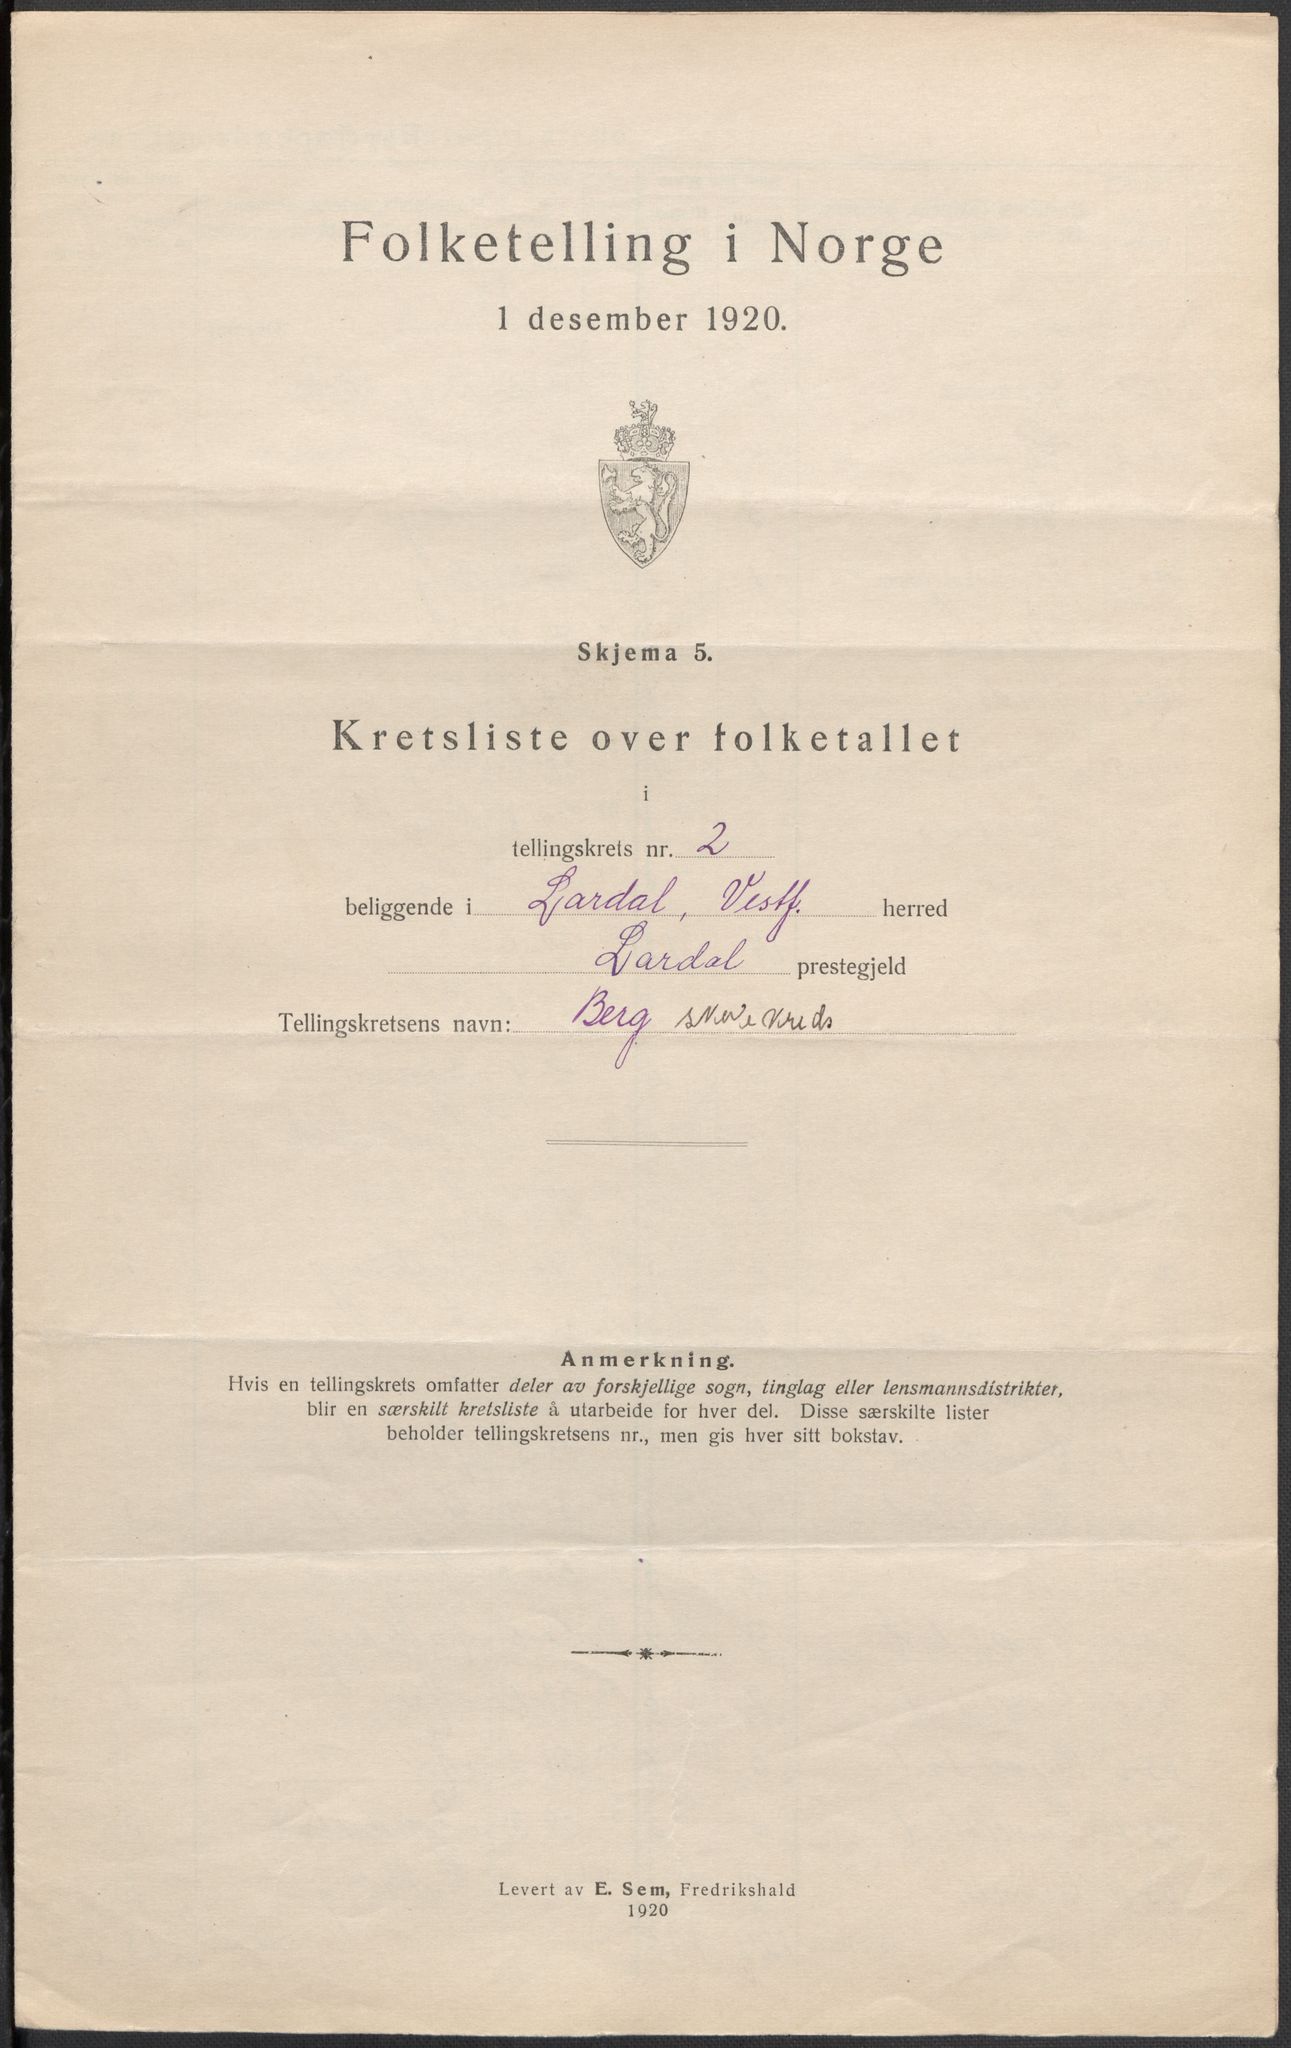 Folketelling i Norge
1 desember 1920.
Skjema 5.
Kretsliste over folketallet
i
tellingskrets nr. 2
beliggende i Lardal, Vestf. herred
Lardal prestegjeld
Tellingskretsens navn: Berg skolekreds
Anmerkning.
Hvis en tellingskrets omfatter deler av forskjellige sogn, tinglag eller lensmannsdistrikter,
blir en særskilt kretsliste å utarbeide for hver del. Disse særskilte lister
beholder tellingskretsens nr., men gis hver sitt bokstav.
Levert av E. Sem, Fredrikshald
1920